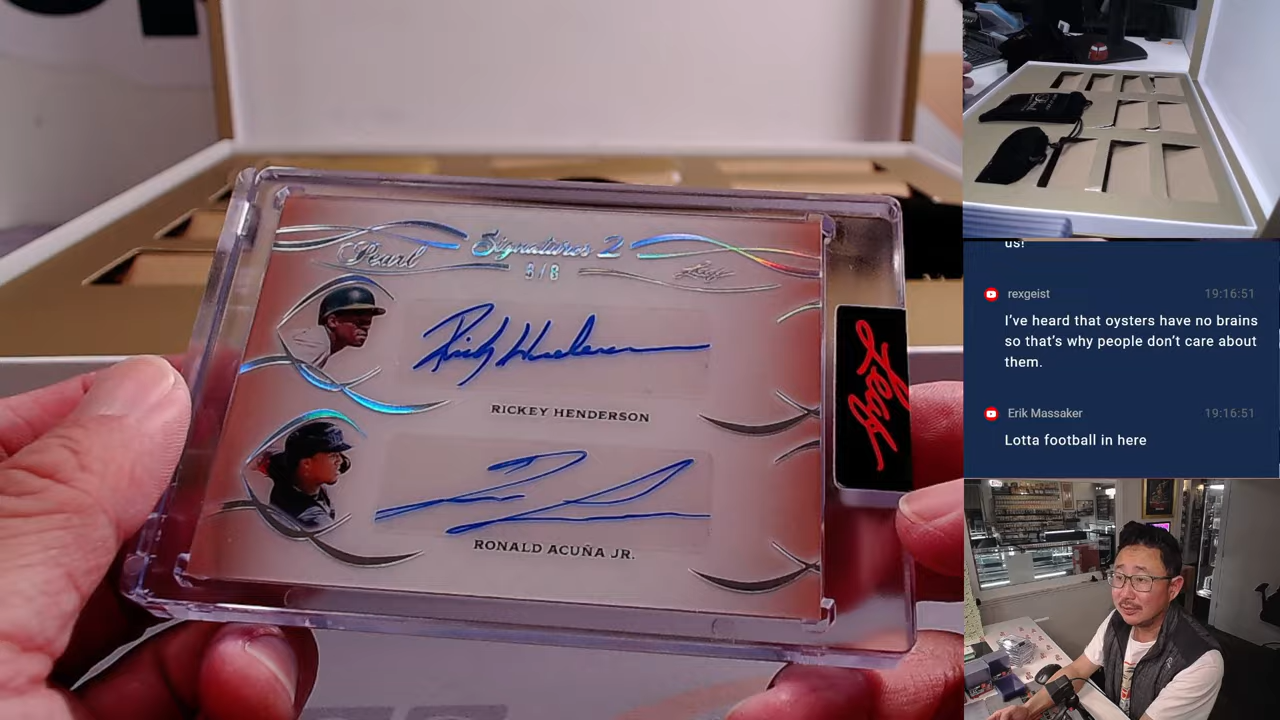 Pearl
Signatures 2
Leaf
Rickey Henderson
RICKEY HENDERSON
RONALD ACUÑA JR.
Leaf
us!
rexgeist 19:16:51
I've heard that oysters have no brains
so that's why people don't care about
them.
Erik Massaker 19:16:51
Lotta football in here